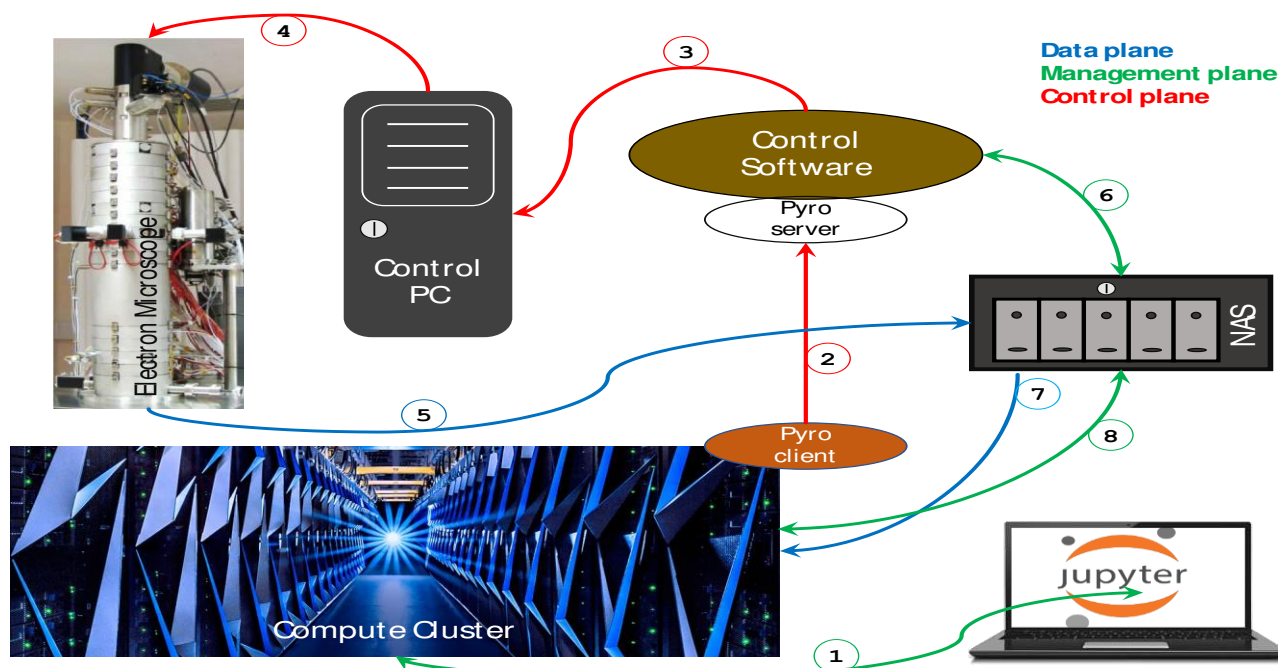 4
3
Data plane
Management plane
Control plane
Control
Software
Pyro
server
6
Control
PC
Electron Microscope
NAS
2
5
7
Pyro
client
8
jupyter
Compute Cluster
1